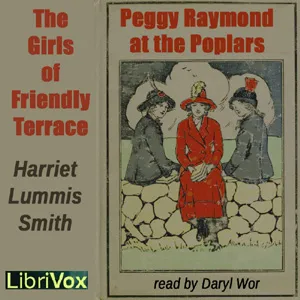 The
Girls
of
Friendly
Terrace
Harriet
Lummis
Smith
LibriVox
Peggy Raymond
at the Poplars
read by Daryl Wor